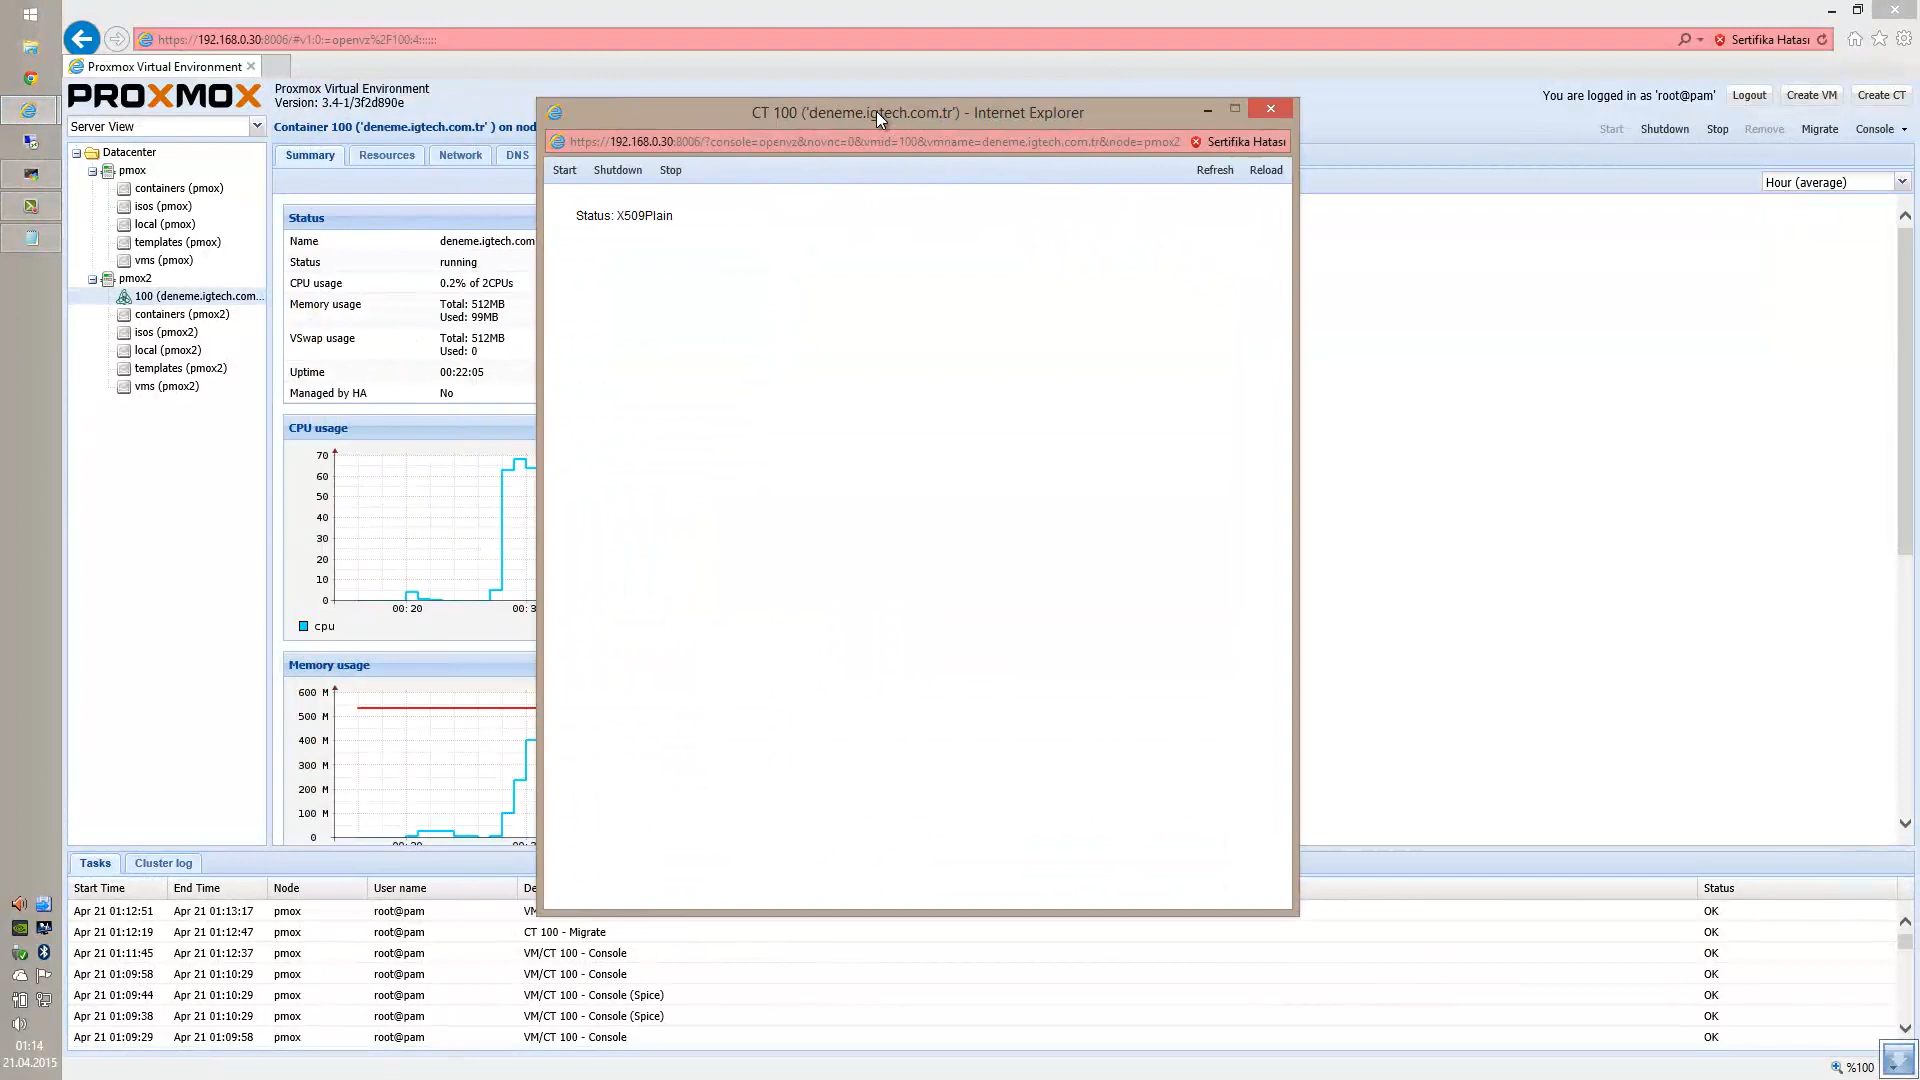 https://192.168.0.30:8006/#v1:0:=openvz%2F100:4::::::
Sertifika Hatası
Proxmox Virtual Environment
PROXMOX
Proxmox Virtual Environment
Version: 3.4-1/3f2d890e
You are logged in as 'root@pam'
Logout
Create VM
Create CT
Server View
Container 100 ('deneme.igtech.com.tr' ) on node
Start
Shutdown
Stop
Remove
Migrate
Console
Datacenter
pmox
containers (pmox)
isos (pmox)
local (pmox)
templates (pmox)
vms (pmox)
pmox2
100 (deneme.igtech.com...
containers (pmox2)
isos (pmox2)
local (pmox2)
templates (pmox2)
vms (pmox2)
Summary
Resources
Network
DNS
Hour (average)
Status
Name deneme.igtech.com
Status running
CPU usage 0.2% of 2CPUs
Memory usage Total: 512MB
Used: 99MB
VSwap usage Total: 512MB
Used: 0
Uptime 00:22:05
Managed by HA No
CPU usage
70
60
50
40
30
20
10
0
00:20
00:3
cpu
Memory usage
600 M
500 M
400 M
300 M
200 M
100 M
0
CT 100 ('deneme.igtech.com.tr') - Internet Explorer
https://192.168.0.30:8006/?console=openvz&novnc=0&vmid=100&vmname=deneme.igtech.com.tr&node=pmox2
Sertifika Hatası
Start
Shutdown
Stop
Refresh
Reload
Status: X509Plain
Tasks
Cluster log
Start Time End Time Node User name De Status
Apr 21 01:12:51 Apr 21 01:13:17 pmox root@pam VM OK
Apr 21 01:12:19 Apr 21 01:12:47 pmox root@pam CT 100 - Migrate OK
Apr 21 01:11:45 Apr 21 01:12:37 pmox root@pam VM/CT 100 - Console OK
Apr 21 01:09:58 Apr 21 01:10:29 pmox root@pam VM/CT 100 - Console OK
Apr 21 01:09:44 Apr 21 01:10:29 pmox root@pam VM/CT 100 - Console (Spice) OK
Apr 21 01:09:38 Apr 21 01:10:29 pmox root@pam VM/CT 100 - Console (Spice) OK
Apr 21 01:09:29 Apr 21 01:09:58 pmox root@pam VM/CT 100 - Console OK
01:14
21.04.2015
%100